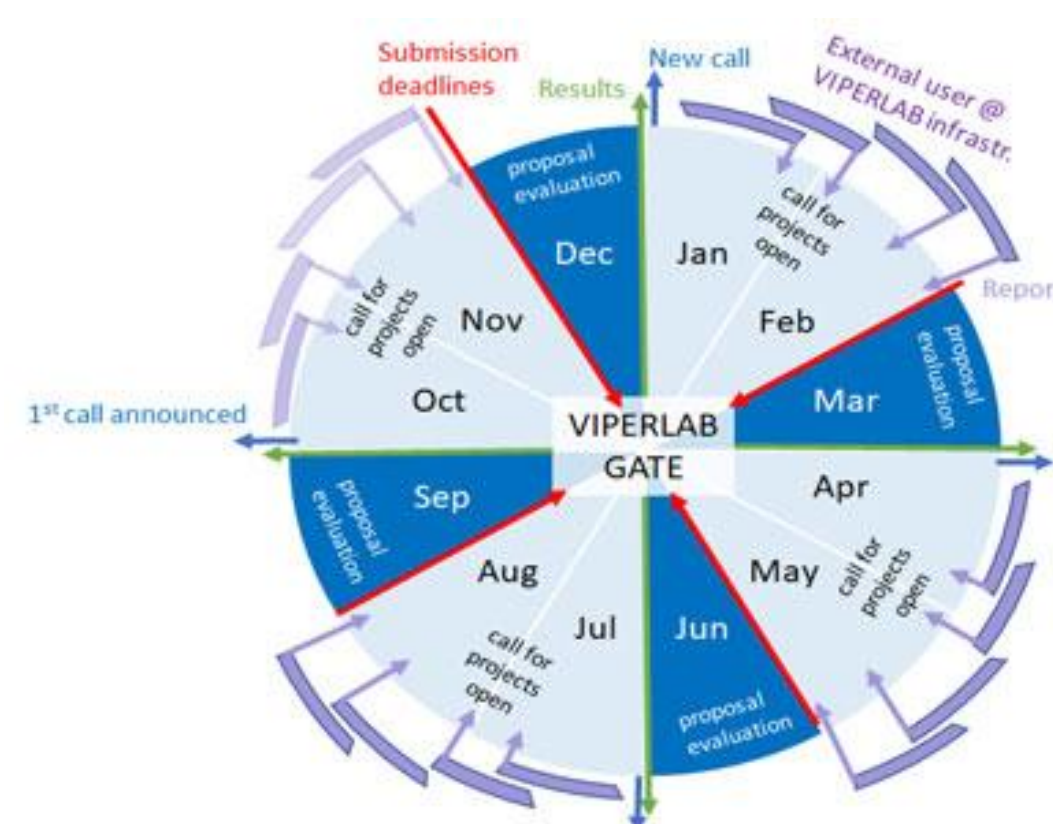 Submission
deadlines
Results
New call
External user @
VIPERLAB infrastr.
proposal
evaluation
Dec
Jan
call for
projects
open
Feb
Repor
proposal
evaluation
Mar
Apr
call for
projects
open
May
Jun
proposal
evaluation
Jul
call for
projects
open
Aug
Sep
proposal
evaluation
1st call announced
Oct
call for
projects
open
Nov
VIPERLAB
GATE